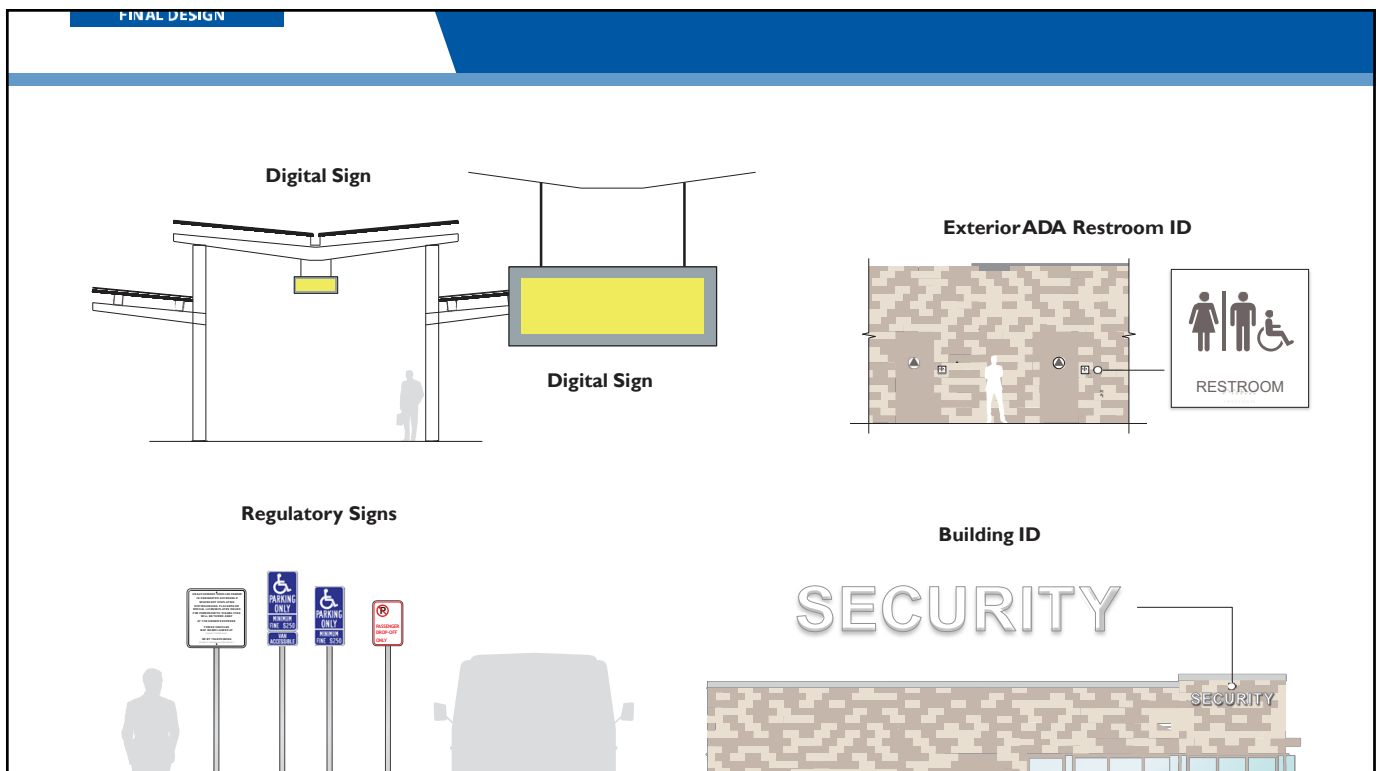 FINAL DESIGN
Digital Sign
Digital Sign
Exterior ADA Restroom ID
RESTROOM
Regulatory Signs
PARKING
ONLY
MINIMUM
FINE $250
VAN
ACCESSIBLE
PARKING
ONLY
MINIMUM
FINE $250
PASSENGER
DROP-OFF
ONLY
Building ID
SECURITY
SECURITY